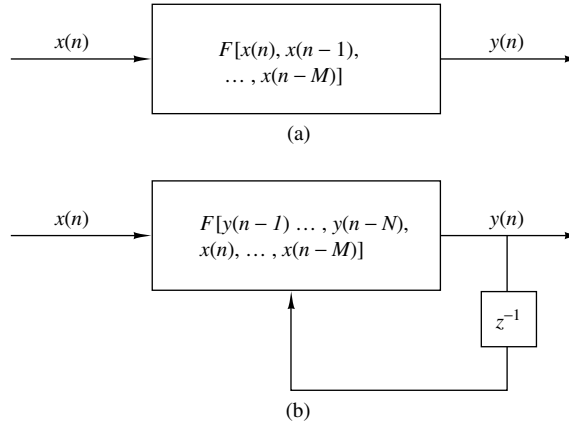 x(n)
F[x(n), x(n – 1),
… , x(n – M)]
y(n)
(a)
x(n)
F[y(n – 1) … , y(n – N),
x(n), … , x(n – M)]
y(n)
z⁻¹
(b)